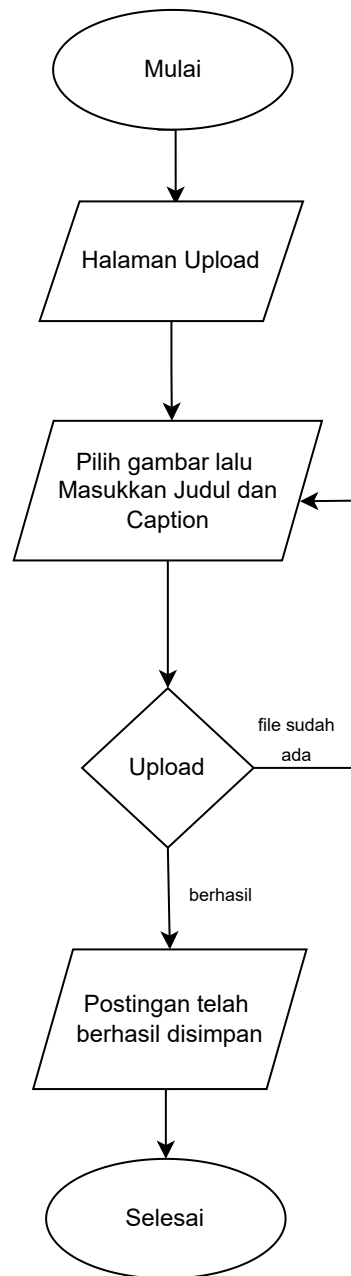 Mulai
Halaman Upload
Pilih gambar lalu
Masukkan Judul dan
Caption
Upload
file sudah
ada
berhasil
Postingan telah
berhasil disimpan
Selesai